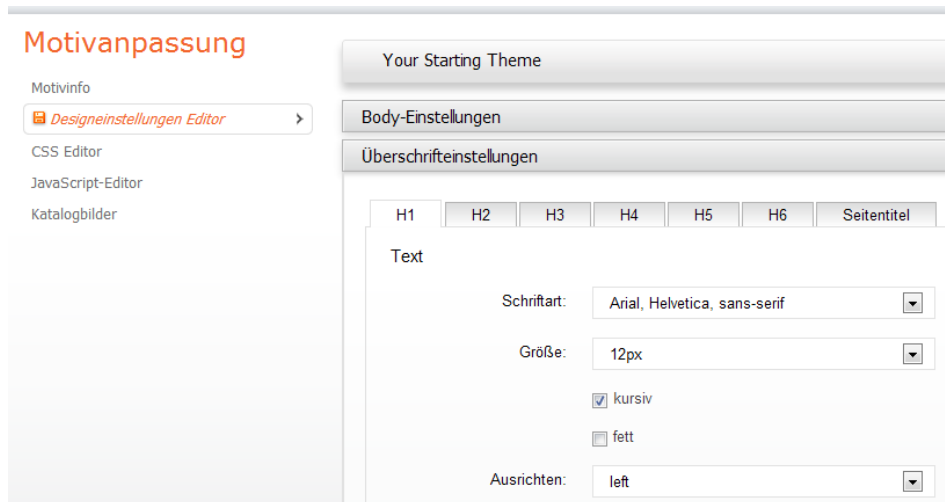 Motivanpassung
Motivinfo
Designeinstellungen Editor
CSS Editor
JavaScript-Editor
Katalogbilder
Your Starting Theme
Body-Einstellungen
Überschrifteinstellungen
H1 H2 H3 H4 H5 H6 Seitentitel
Text
Schriftart: Arial, Helvetica, sans-serif
Größe: 12px
kursiv
fett
Ausrichten: left